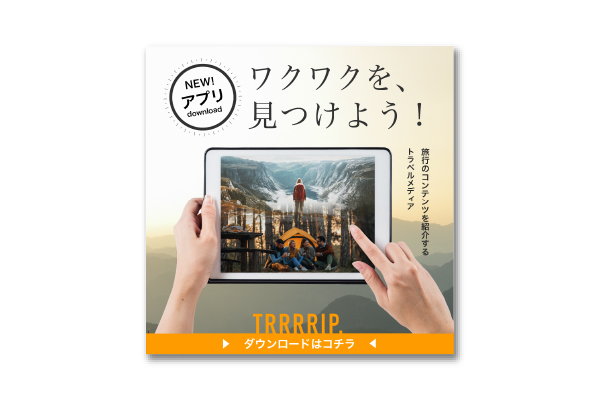 NEW!
アプリ
download
ワクワクを、
見つけよう！
旅行のコンテンツを紹介する
トラベルメディア
TRRRRIP.
▶ ダウンロードはコチラ ◀